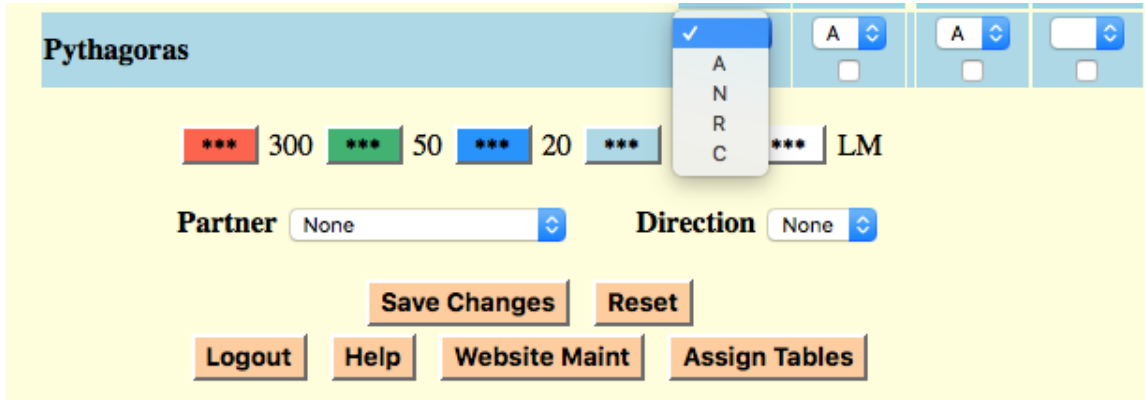 Pythagoras A A
A
N
R
C
*** 300 *** 50 *** 20 *** *** LM
Partner None Direction None
Save Changes Reset
Logout Help Website Maint Assign Tables